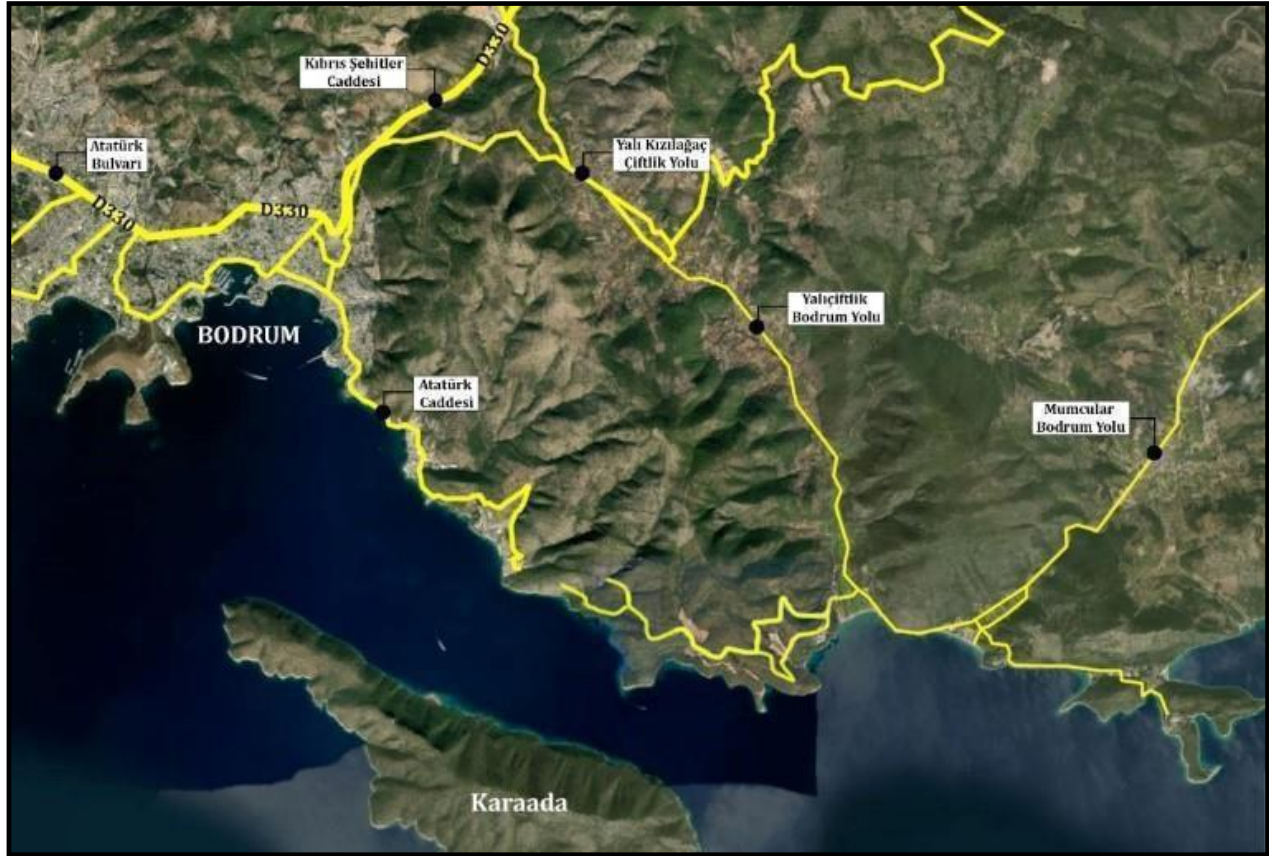 D330
Kıbrıs Şehitler
Caddesi
Atatürk
Bulvarı
Yalı Kızılağaç
Çiftlik Yolu
D330
D330
Yalıçiftlik
Bodrum Yolu
BODRUM
Atatürk
Caddesi
Mumcular
Bodrum Yolu
Karaada